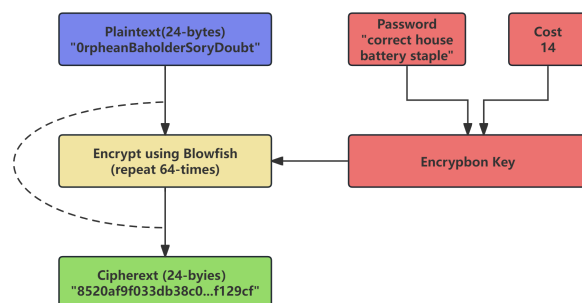 Plaintext(24-bytes)
"0rpheanBaholderSoryDoubt"
Password
"correct house
battery staple"
Cost
14
Encrypt using Blowfish
(repeat 64-times)
Encrypbon Key
Cipherext (24-byies)
"8520af9f033db38c0...f129cf"